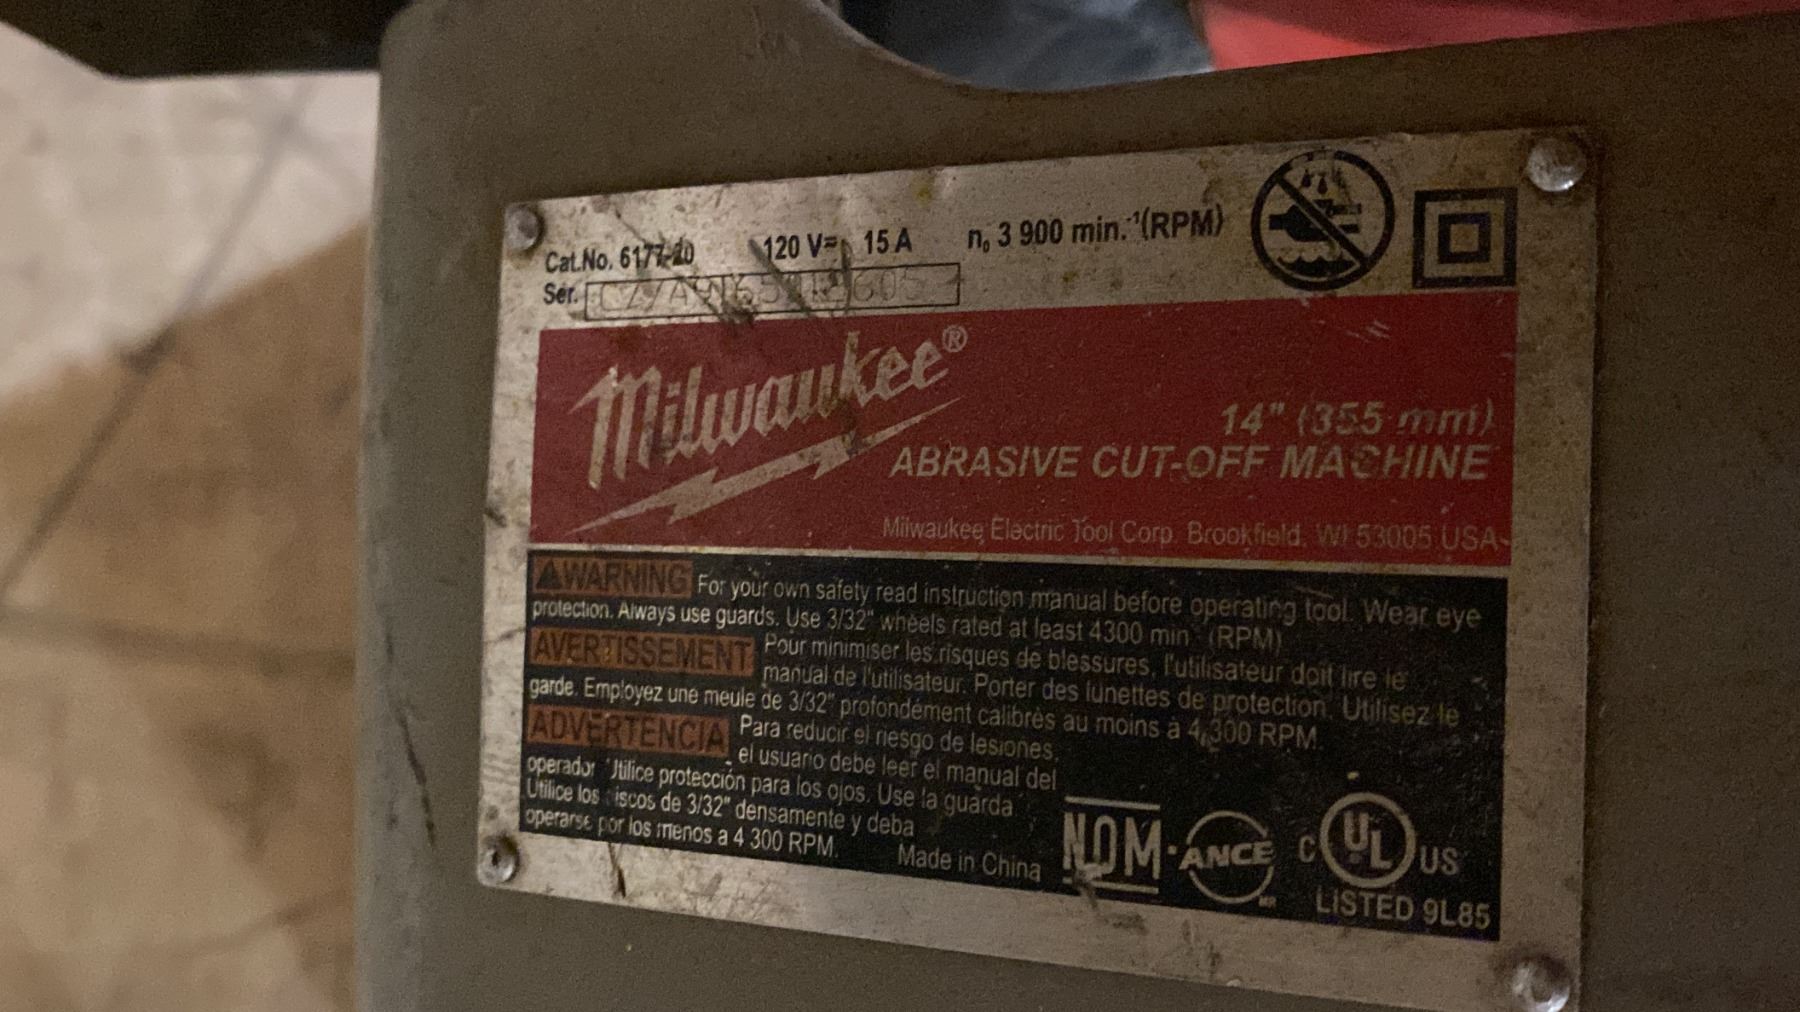 Cat.No. 6177-20 120 V≂ 15 A n₀ 3 900 min.⁻¹(RPM)
Ser.
Milwaukee®
14" (355 mm)
ABRASIVE CUT-OFF MACHINE
Milwaukee Electric Tool Corp. Brookfield, WI 53005 USA
WARNING For your own safety read instruction manual before operating tool. Wear eye
protection. Always use guards. Use 3/32" wheels rated at least 4300 min⁻¹ (RPM)
AVERTISSEMENT Pour minimiser les risques de blessures, l'utilisateur doit lire le
manual de l'utilisateur. Porter des lunettes de protection. Utilisez le
garde. Employez une meule de 3/32" profondément calibrés au moins à 4,300 RPM.
ADVERTENCIA Para reducir el riesgo de lesiones,
el usuario debe leer el manual del
operador Utilice protección para los ojos. Use la guarda
Utilice los discos de 3/32" densamente y deba
operarse por los menos a 4 300 RPM.
Made in China
NOM-ANCE
C UL US
LISTED 9L85